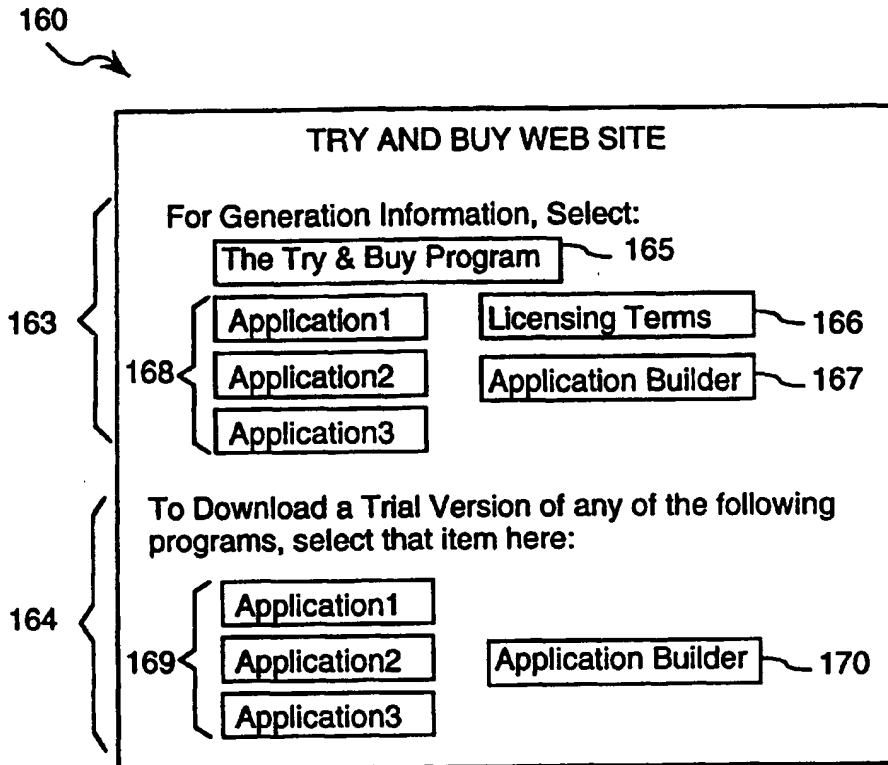 160
TRY AND BUY WEB SITE
For Generation Information, Select:
The Try & Buy Program
165
163
168
Application1
Licensing Terms
166
Application2
Application Builder
167
Application3
To Download a Trial Version of any of the following
programs, select that item here:
164
169
Application1
Application2
Application Builder
170
Application3